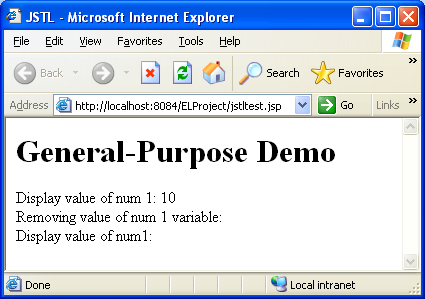 JSTL - Microsoft Internet Explorer
File Edit View Favorites Tools Help
Back Search Favorites
Address http://localhost:8084/ELProject/jstltest.jsp Go Links
General-Purpose Demo
Display value of num 1: 10
Removing value of num 1 variable:
Display value of num1:
Done Local intranet